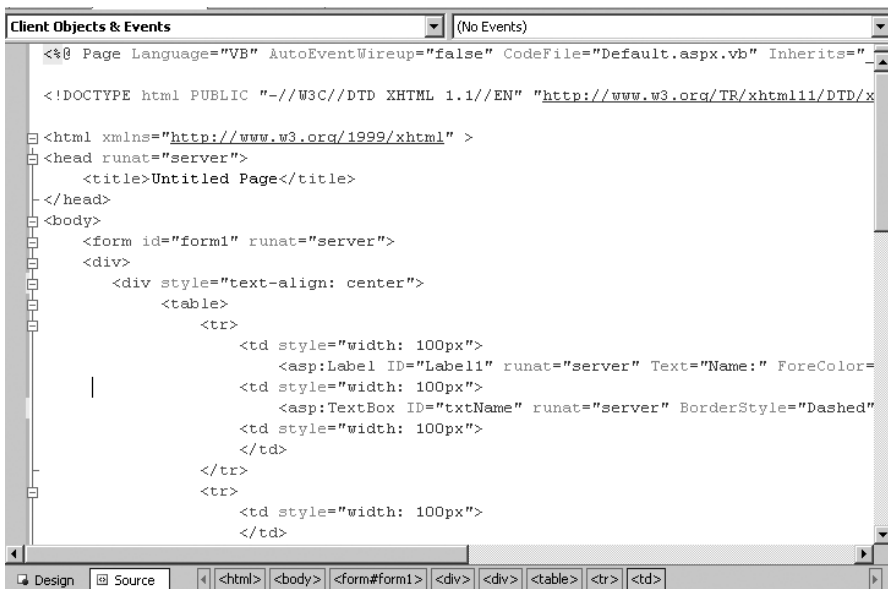 Client Objects & Events (No Events)
<%@ Page Language="VB" AutoEventWireup="false" CodeFile="Default.aspx.vb" Inherits="_
<!DOCTYPE html PUBLIC "-//W3C//DTD XHTML 1.1//EN" "http://www.w3.org/TR/xhtml11/DTD/x
<html xmlns="http://www.w3.org/1999/xhtml" >
<head runat="server">
<title>Untitled Page</title>
</head>
<body>
<form id="form1" runat="server">
<div>
<div style="text-align: center">
<table>
<tr>
<td style="width: 100px">
<asp:Label ID="Label1" runat="server" Text="Name:" ForeColor=
<td style="width: 100px">
<asp:TextBox ID="txtName" runat="server" BorderStyle="Dashed"
<td style="width: 100px">
</td>
</tr>
<tr>
<td style="width: 100px">
</td>
Design Source <html> <body> <form#form1> <div> <div> <table> <tr> <td>